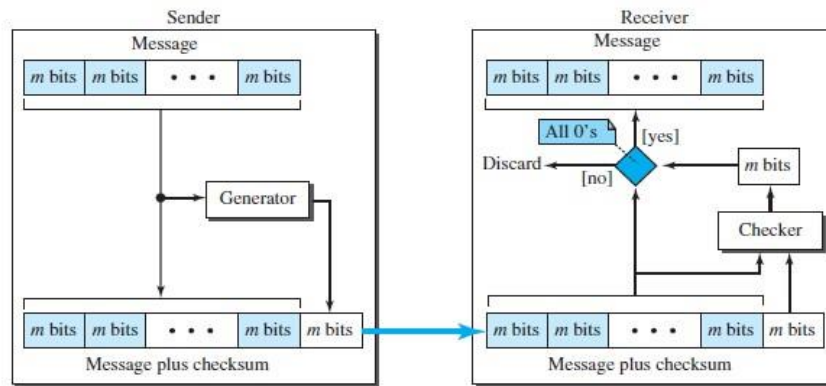 Sender
Message
m bits m bits • • • m bits
Generator
m bits m bits • • • m bits m bits
Message plus checksum
Receiver
Message
m bits m bits • • • m bits
All 0's
[yes]
Discard
[no]
m bits
Checker
m bits m bits • • • m bits m bits
Message plus checksum